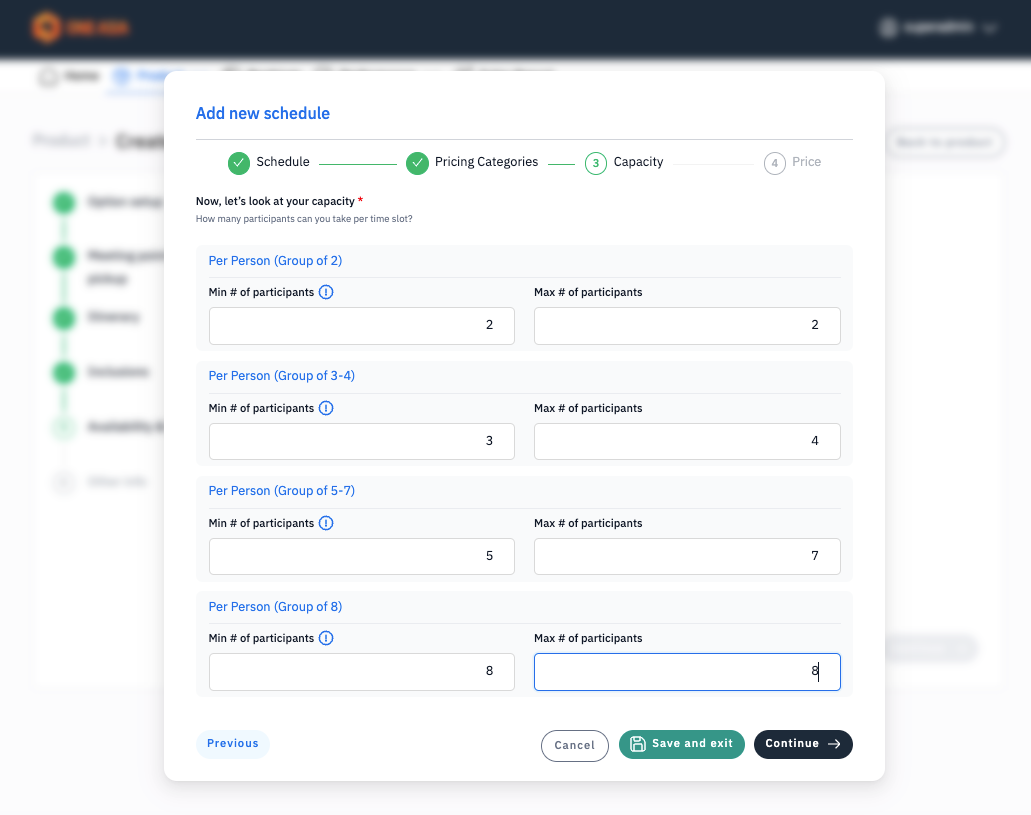 Add new schedule
Schedule
Pricing Categories
3
Capacity
4
Price
Now, let's look at your capacity *
How many participants can you take per time slot?
Per Person (Group of 2)
Min # of participants
Max # of participants
2
2
Per Person (Group of 3-4)
Min # of participants
Max # of participants
3
4
Per Person (Group of 5-7)
Min # of participants
Max # of participants
5
7
Per Person (Group of 8)
Min # of participants
Max # of participants
8
8
Previous
Cancel
Save and exit
Continue